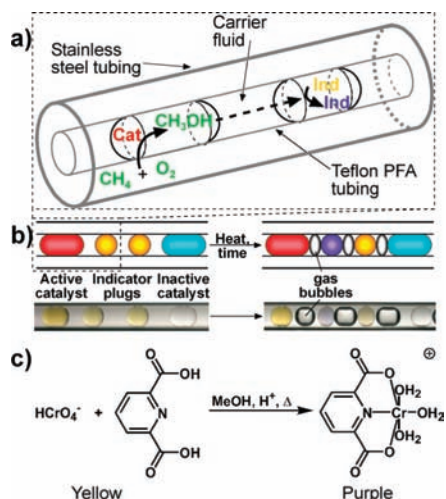 a)
Carrier
fluid
Stainless
steel tubing
Cat
CH₃OH
Ind
Ind
CH₄ + O₂
Teflon PFA
tubing
b)
Heat,
time
Active
catalyst
Indicator
plugs
Inactive
catalyst
gas
bubbles
c)
HCrO₄⁻ +
O
OH
N
OH
O
MeOH, H⁺, Δ
⊕
O
O
OH₂
N
Cr
OH₂
OH₂
O
O
Yellow
Purple